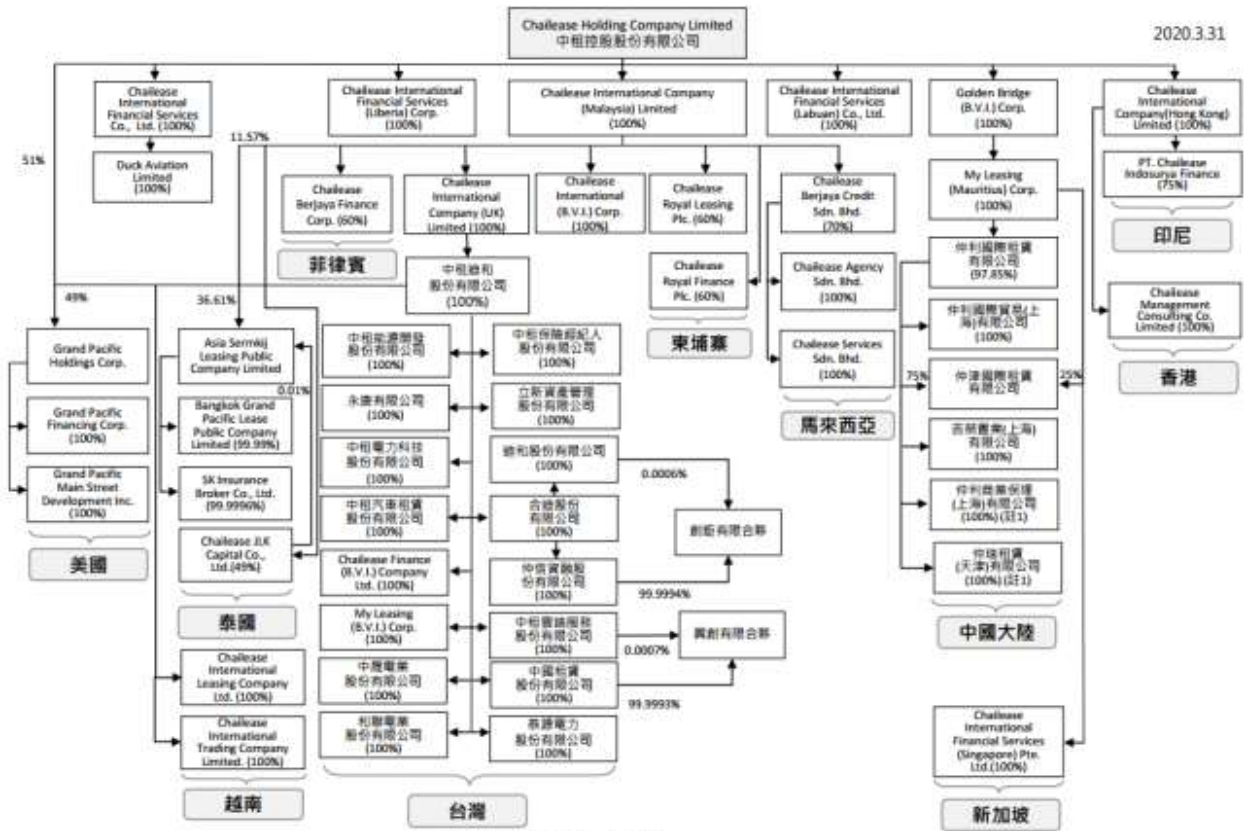 Chailease Holding Company Limited
中租控股股份有限公司
2020.3.31
Chailease
International
Financial Services
Co., Ltd. (100%)
Chailease International
Financial Services
(Liberia) Corp.
(100%)
Chailease International Company
(Malaysia) Limited
(100%)
Chailease International
Financial Services
(Labuan) Co., Ltd.
(100%)
Golden Bridge
(B.V.I.) Corp.
(100%)
Chailease
International
Company(Hong Kong)
Limited (100%)
51%
11.57%
Duck Aviation
Limited
(100%)
Chailease
Berjaya Finance
Corp. (60%)
菲律賓
Chailease
International
Company (UK)
Limited (100%)
Chailease
International
(B.V.I.) Corp.
(100%)
Chailease
Royal Leasing
Plc. (60%)
Chailease
Berjaya Credit
Sdn. Bhd.
(70%)
My Leasing
(Mauritius) Corp.
(100%)
PT. Chailease
Indosurya Finance
(75%)
印尼
中租迪和
股份有限公司
(100%)
Chailease
Royal Finance
Plc. (60%)
柬埔寨
Chailease Agency
Sdn. Bhd.
(100%)
Chailease Services
Sdn. Bhd.
(100%)
馬來西亞
仲利國際租賃
有限公司
(97.85%)
仲利國際貿易(上
海)有限公司
(100%)
75%
仲津國際租賃
有限公司
25%
吉榮置業(上海)
有限公司
(100%)
仲利商業保理
(上海)有限公司
(100%) (註1)
仲瑞租賃
(天津)有限公司
(100%) (註1)
中國大陸
Chailease
Management
Consulting Co.
Limited (100%)
香港
49%
36.61%
Grand Pacific
Holdings Corp.
Grand Pacific
Financing Corp.
(100%)
Grand Pacific
Main Street
Development Inc.
(100%)
美國
Asia Sermkij
Leasing Public
Company Limited
0.01%
Bangkok Grand
Pacific Lease
Public Company
Limited (99.99%)
SK Insurance
Broker Co., Ltd.
(99.9996%)
Chailease JLK
Capital Co.,
Ltd.(49%)
泰國
Chailease
International
Leasing Company
Ltd. (100%)
Chailease
International
Trading Company
Limited. (100%)
越南
中租能源開發
股份有限公司
(100%)
中租保險經紀人
股份有限公司
(100%)
永唐有限公司
(100%)
立新資產管理
股份有限公司
(100%)
中租電力科技
股份有限公司
(100%)
迪和股份有限公司
(100%)
0.0006%
中租汽車租賃
股份有限公司
(100%)
合迪股份
有限公司
(100%)
創鉅有限合夥
Chailease Finance
(B.V.I.) Company
Ltd. (100%)
仲信資融股
份有限公司
(100%)
99.9994%
My Leasing
(B.V.I.) Corp.
(100%)
中租雲端服務
股份有限公司
(100%)
0.0007%
興創有限合夥
股份有限公司
(100%)
中國租賃
股份有限公司
(100%)
99.9993%
和聯電業
股份有限公司
(100%)
股份有限公司
(100%)
台灣
Chailease
International
Financial Services
(Singapore) Pte.
Ltd.(100%)
新加坡